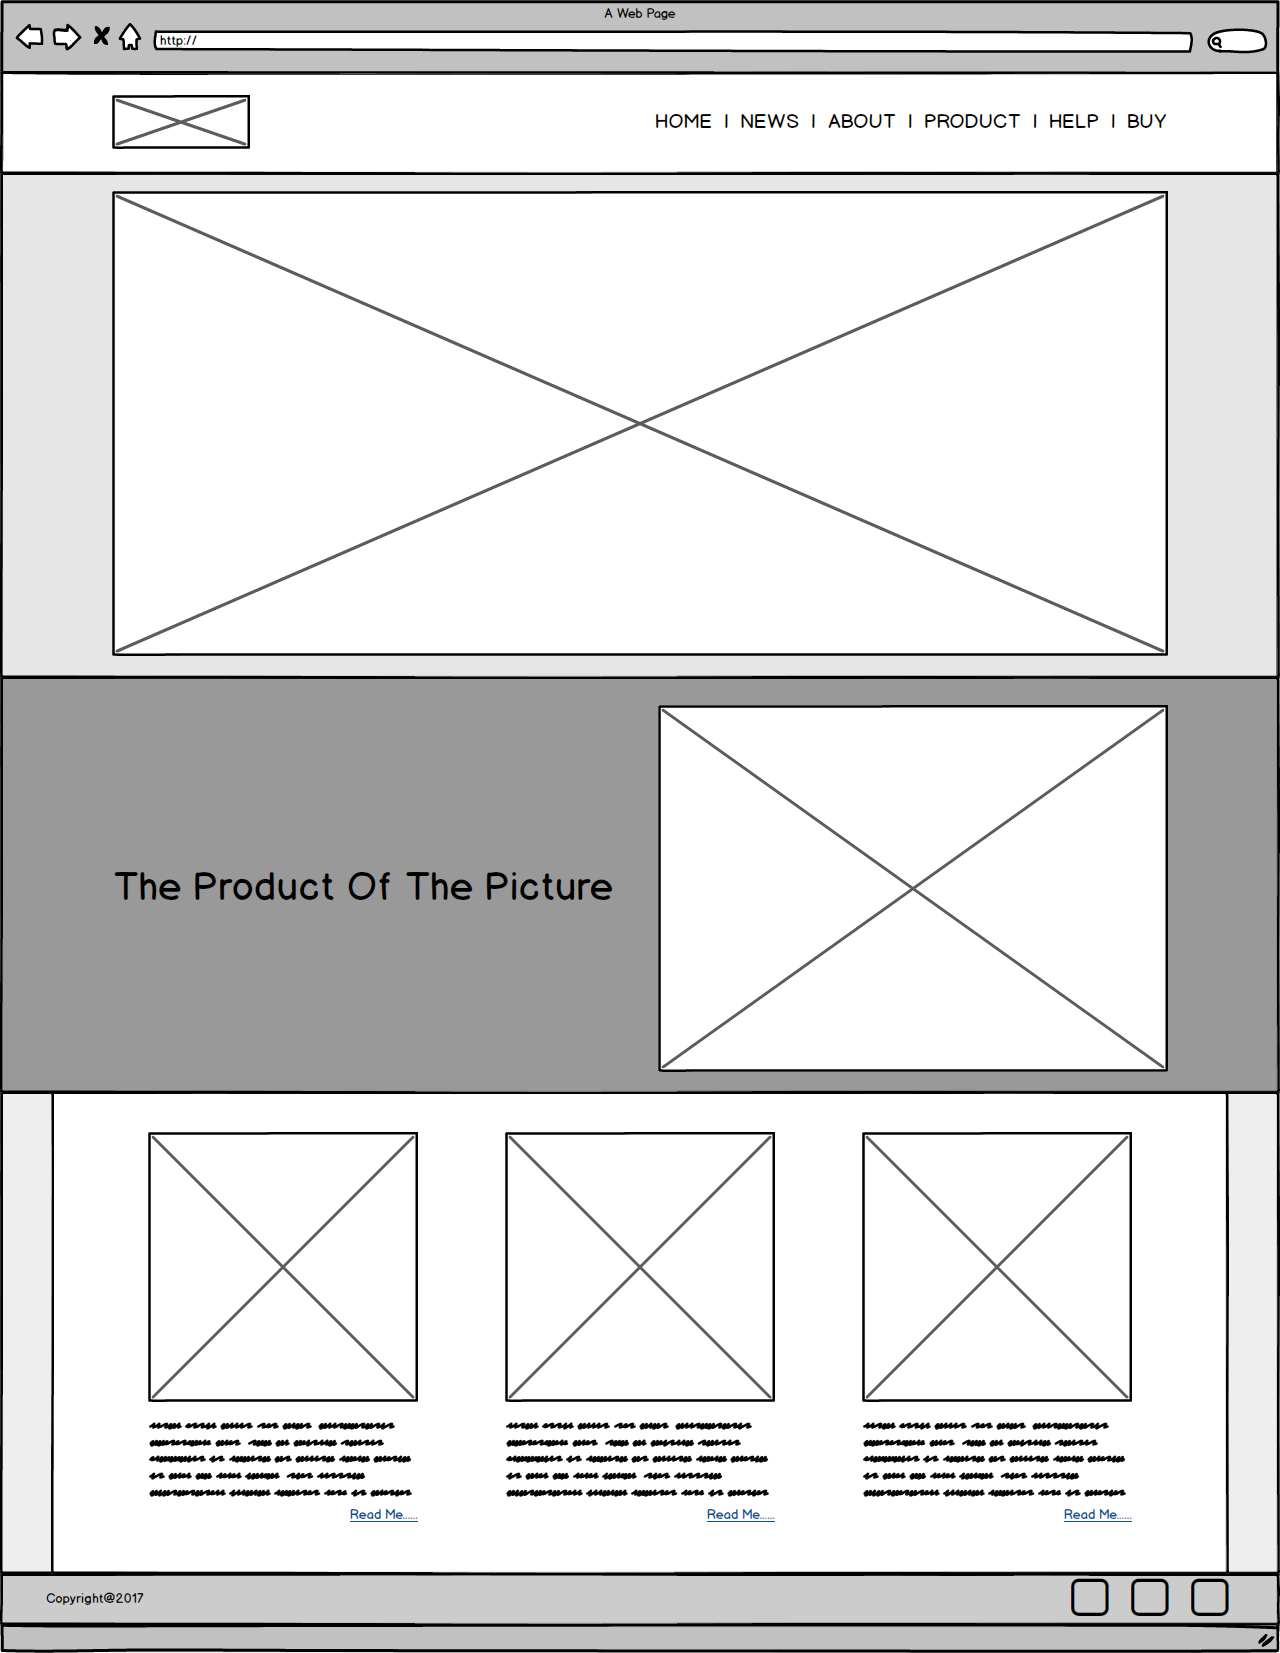 A Web Page
http://
HOME | NEWS | ABOUT | PRODUCT | HELP | BUY
The Product Of The Picture
Read Me......
Read Me......
Read Me......
Copyright@2017